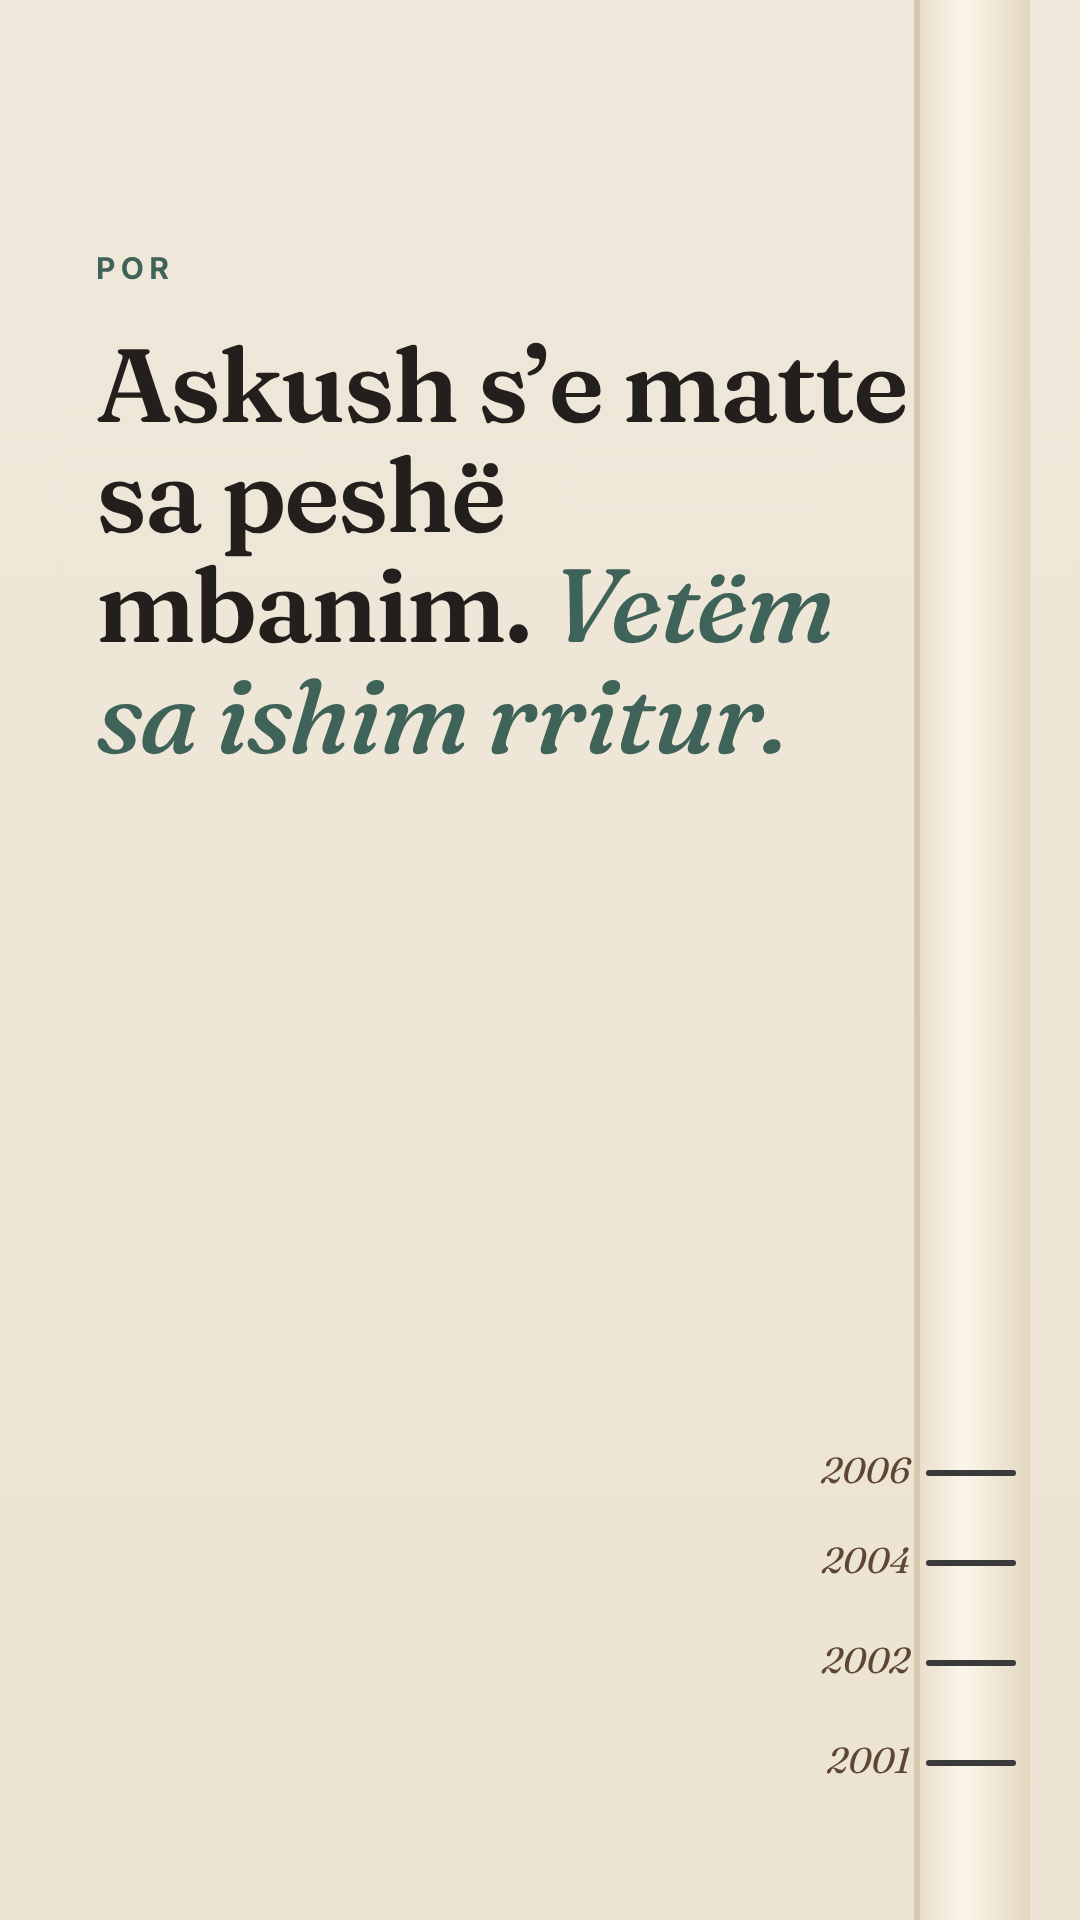 POR
Askush s’e matte
sa peshë
mbanim. Vetëm
sa ishim rritur.
2006
2004
2002
2001